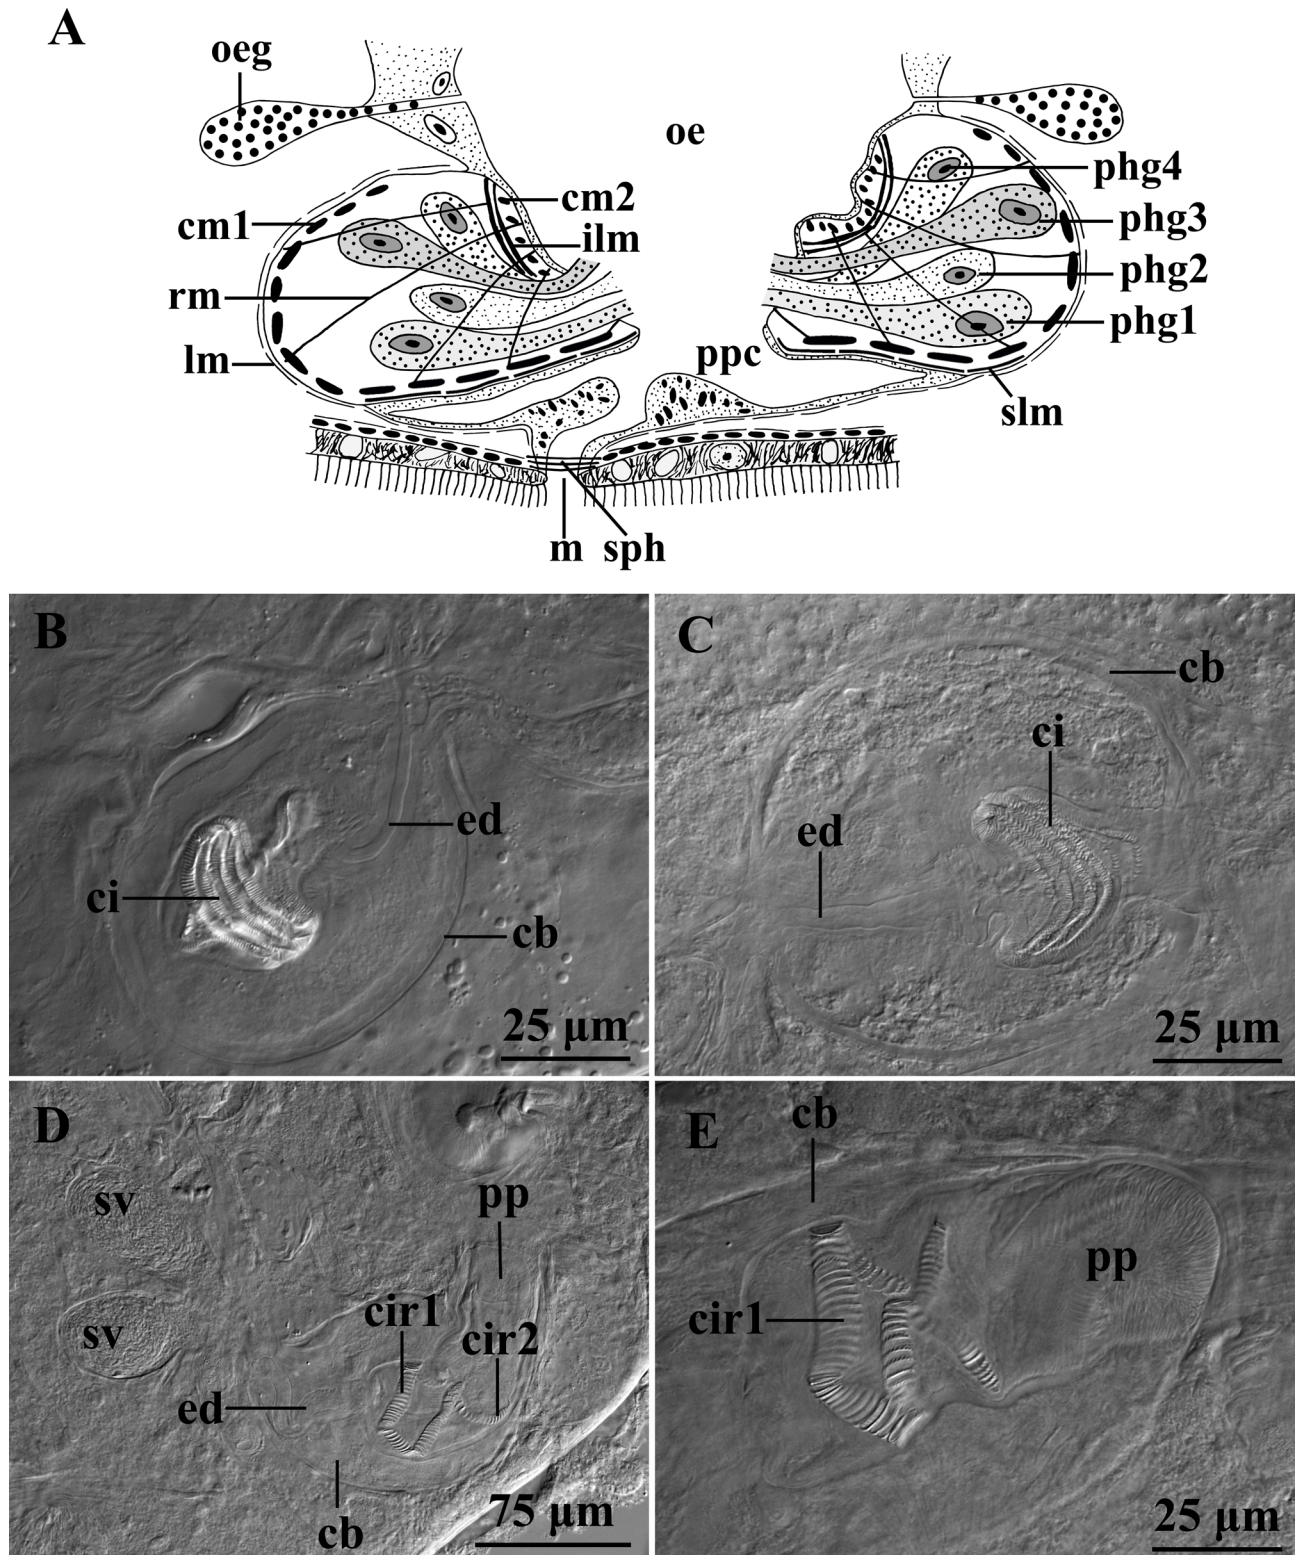 A
oeg
oe
phg4
cm2
cm1
phg3
ilm
phg2
rm
phg1
lm
ppc
slm
m sph
B
ed
ci
cb
25 µm
C
cb
ci
ed
25 µm
D
sv
pp
cir1
sv
cir2
ed
75 µm
cb
E
cb
pp
cir1
25 µm